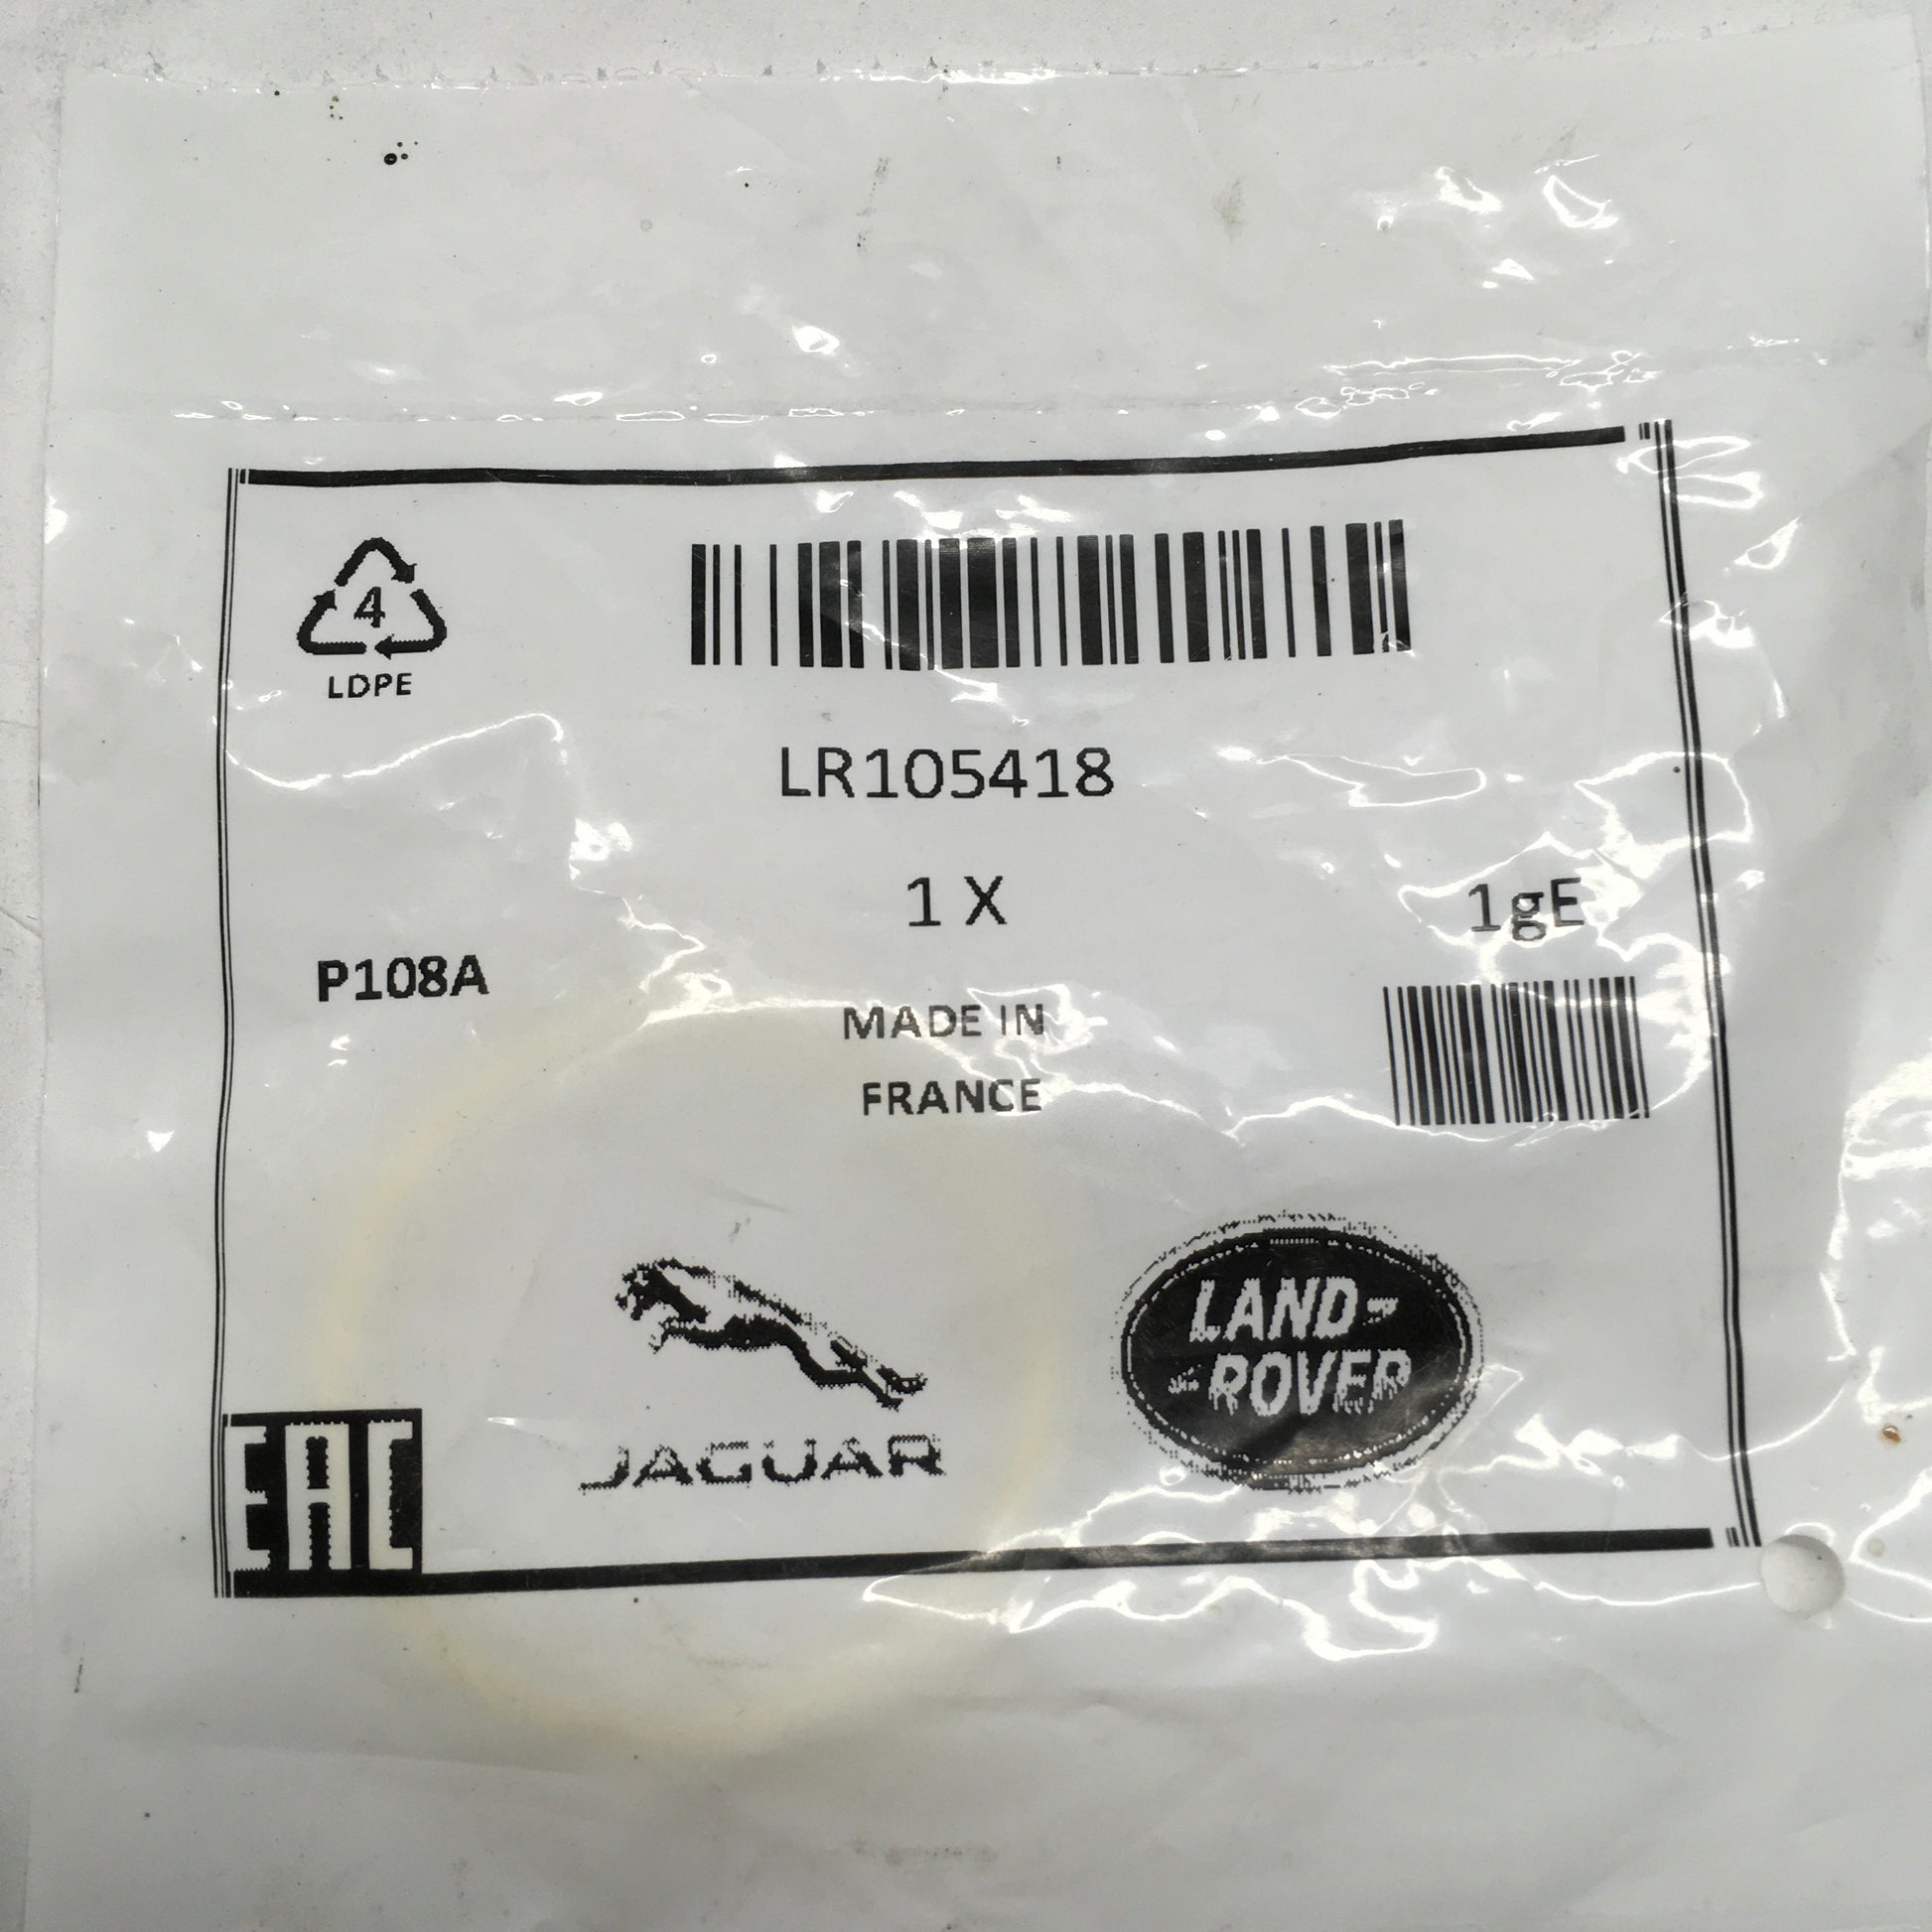 4
LDPE
LR105418
1 X
1gE
P108A
MADE IN
FRANCE
JAGUAR
LAND-
-ROVER
EAC